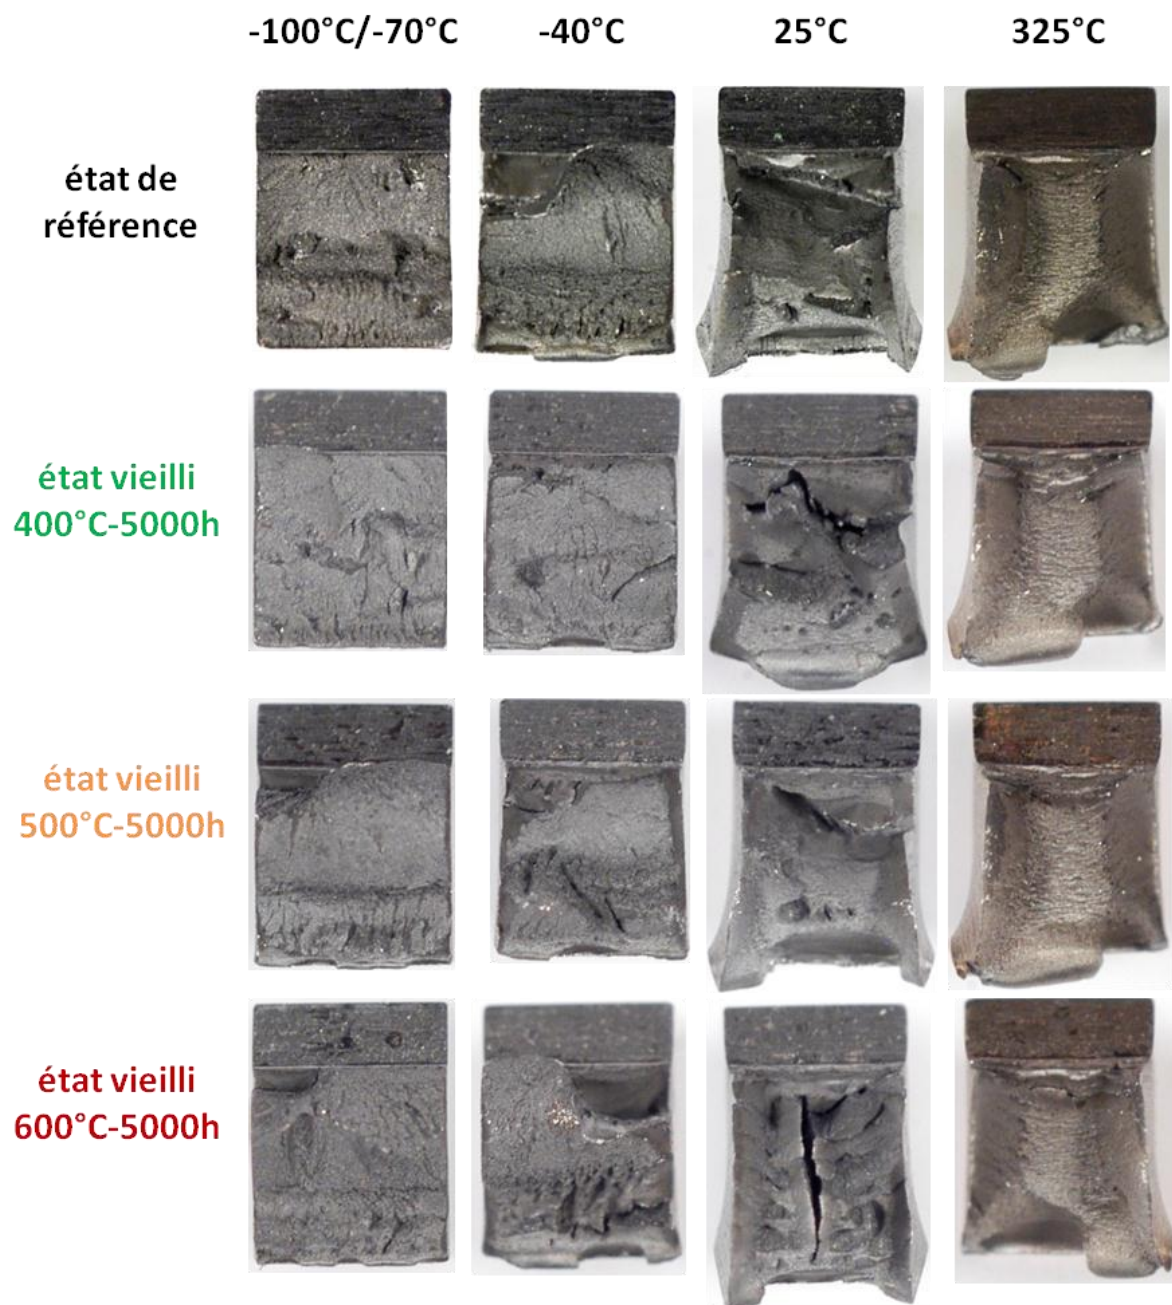 -100°C/-70°C -40°C 25°C 325°C
état de
référence
état vieilli
400°C-5000h
état vieilli
500°C-5000h
état vieilli
600°C-5000h